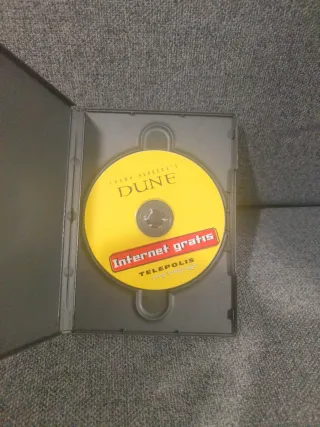 FRANK HERBERT'S
DUNE
Internet gratis
TELEPOLIS